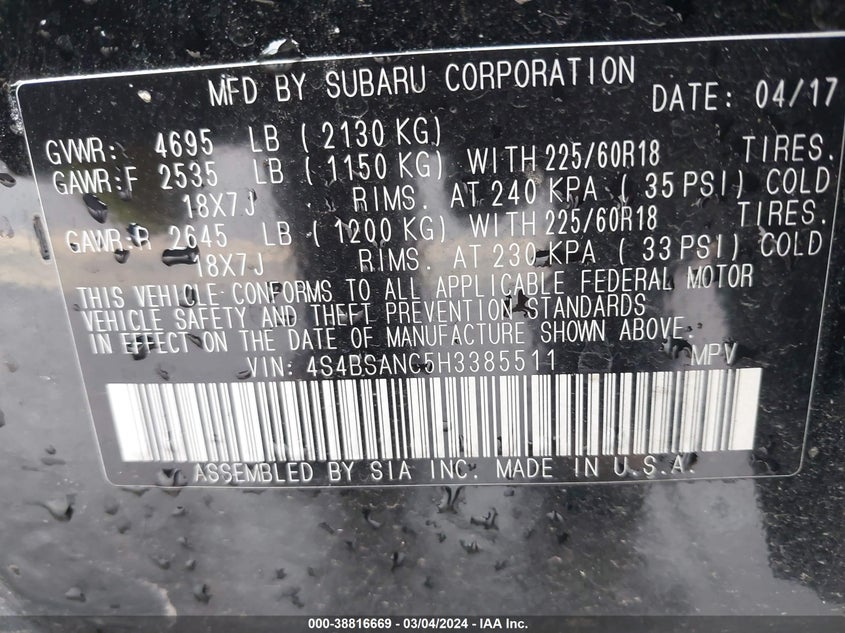 MFD BY SUBARU CORPORATION
DATE: 04/17
GVWR: 4695 LB ( 2130 KG)
GAWR:F 2535 LB ( 1150 KG) WITH 225/60R18 TIRES.
18X7J RIMS. AT 240 KPA ( 35 PSI) COLD
GAWR:R 2645 LB ( 1200 KG) WITH 225/60R18 TIRES.
18X7J RIMS. AT 230 KPA ( 33 PSI) COLD
THIS VEHICLE CONFORMS TO ALL APPLICABLE FEDERAL MOTOR
VEHICLE SAFETY AND THEFT PREVENTION STANDARDS
IN EFFECT ON THE DATE OF MANUFACTURE SHOWN ABOVE.
VIN: 4S4BSANC5H3385511 MPV
ASSEMBLED BY SIA INC. MADE IN U.S.A.
000-38816669 - 03/04/2024 - IAA Inc.